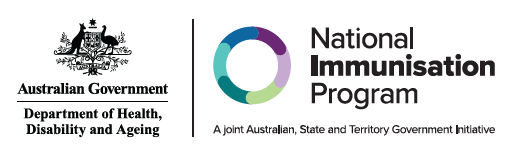 Australian Government
Department of Health,
Disability and Ageing
National
Immunisation
Program
A joint Australian, State and Territory Government Initiative